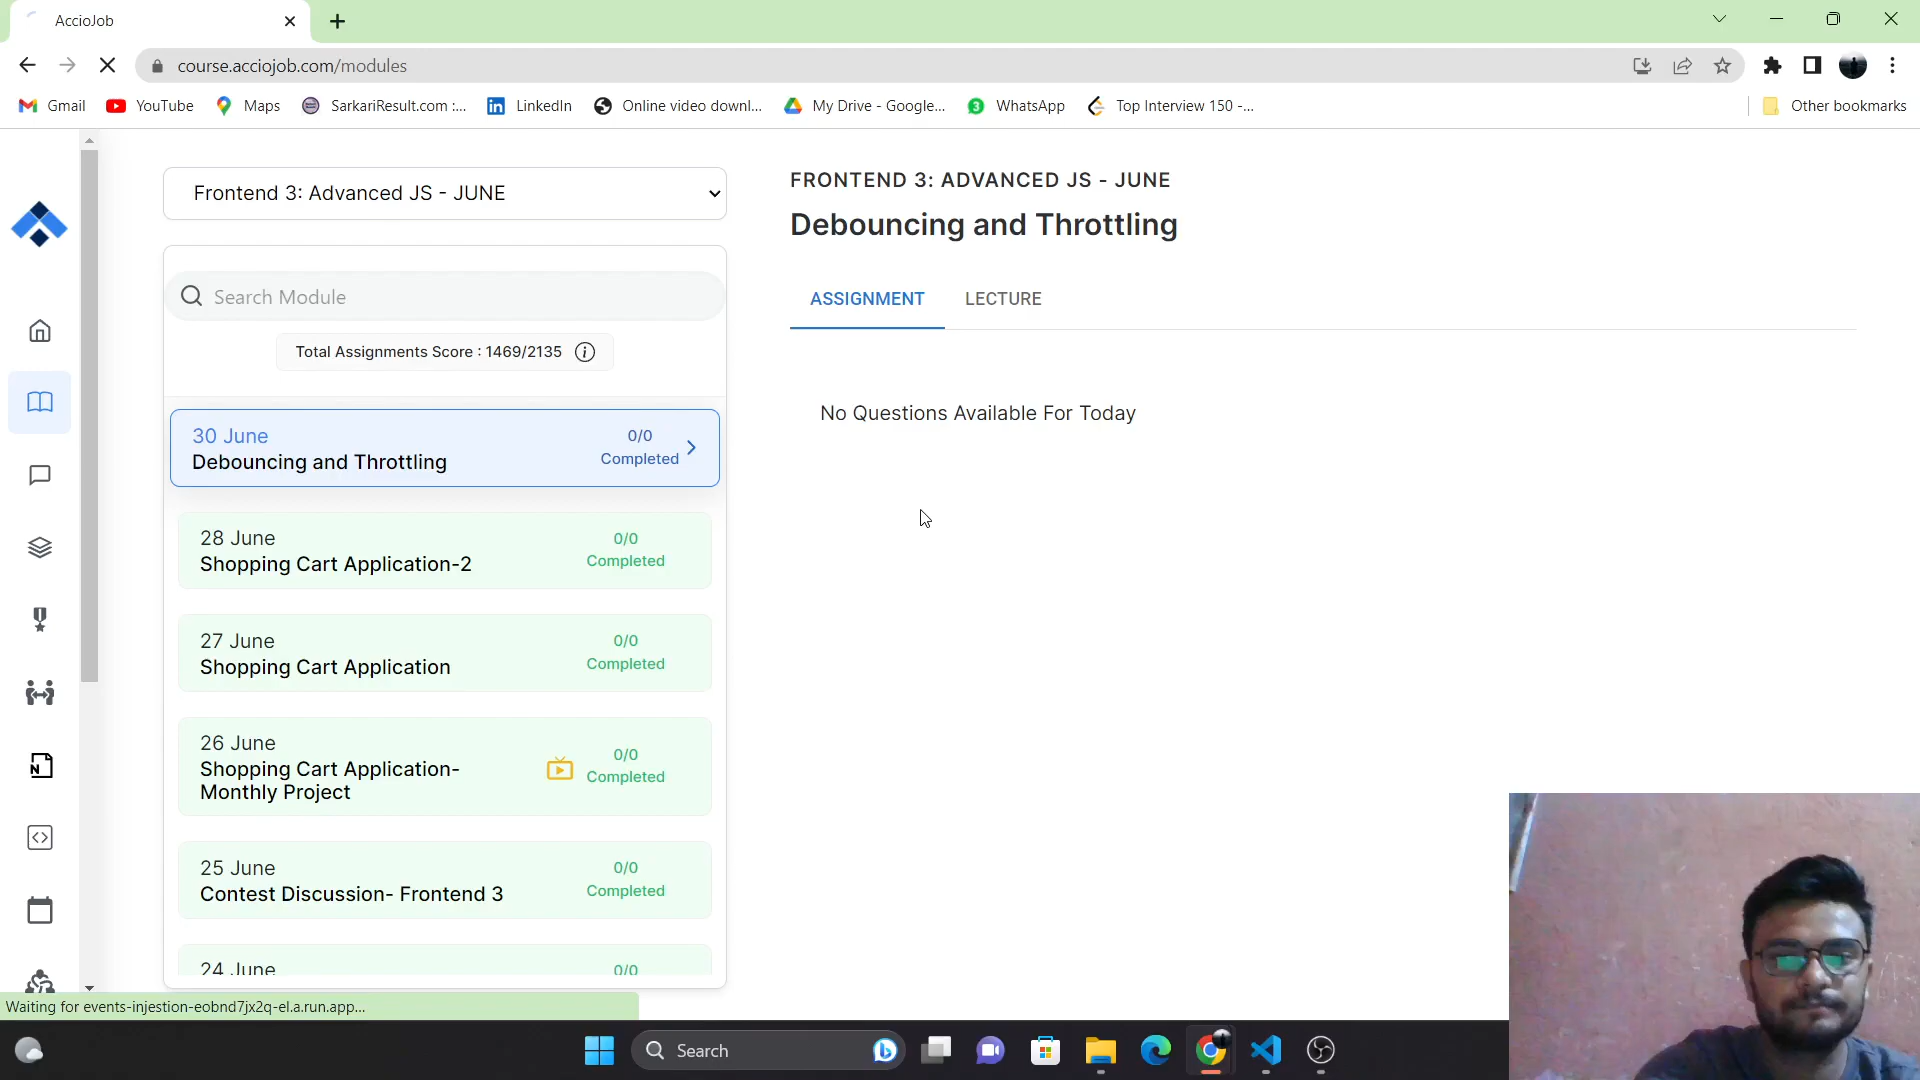 AccioJob
course.acciojob.com/modules
Gmail
YouTube
Maps
SarkariResult.com :...
LinkedIn
Online video downl...
My Drive - Google...
3
WhatsApp
Top Interview 150 -...
Other bookmarks
Frontend 3: Advanced JS - JUNE
Search Module
Total Assignments Score : 1469/2135
30 June
Debouncing and Throttling
0/0
Completed
28 June
Shopping Cart Application-2
0/0
Completed
27 June
Shopping Cart Application
0/0
Completed
26 June
Shopping Cart Application-
Monthly Project
0/0
Completed
25 June
Contest Discussion- Frontend 3
0/0
Completed
24 June
0/0
FRONTEND 3: ADVANCED JS - JUNE
Debouncing and Throttling
ASSIGNMENT
LECTURE
No Questions Available For Today
Waiting for events-injestion-eobnd7jx2q-el.a.run.app...
Search